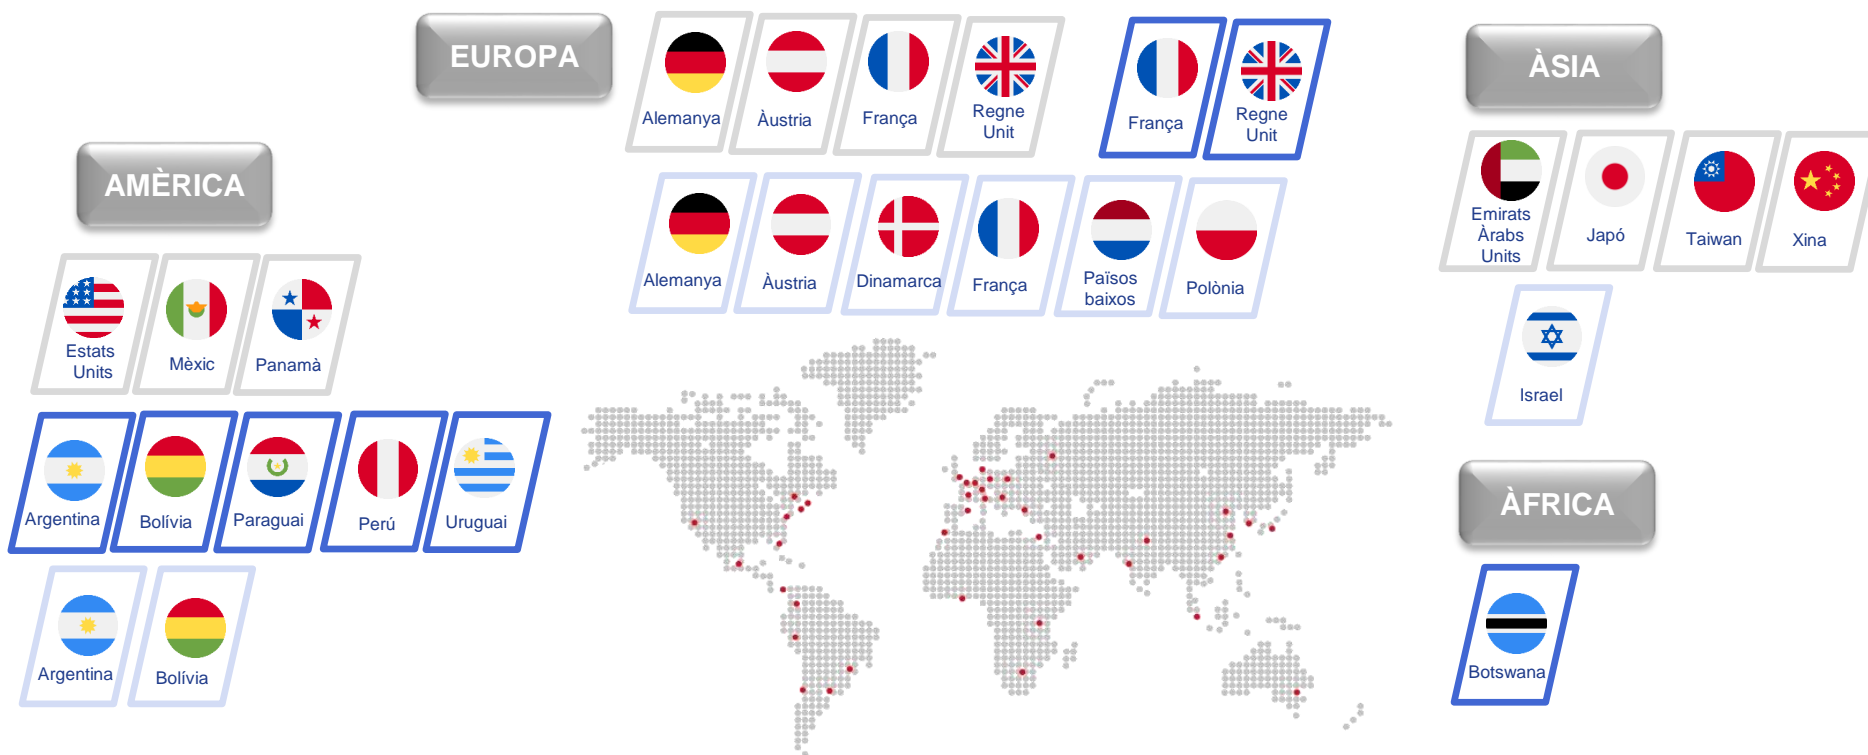 EUROPA
Alemanya
Àustria
França
Regne
Unit
França
Regne
Unit
Alemanya
Àustria
Dinamarca
França
Països
baixos
Polònia
ÀSIA
Emirats
Àrabs
Units
Japó
Taiwan
Xina
Israel
AMÈRICA
Estats
Units
Mèxic
Panamà
Argentina
Bolívia
Paraguai
Perú
Uruguai
Argentina
Bolívia
ÀFRICA
Botswana